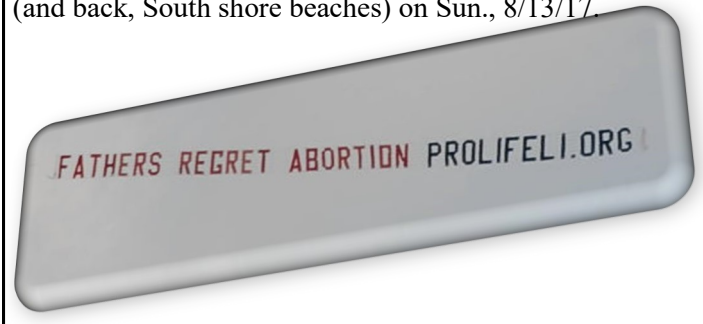 (and back, South shore beaches) on Sun., 8/13/17.
FATHERS REGRET ABORTION PROLIFELI.ORG